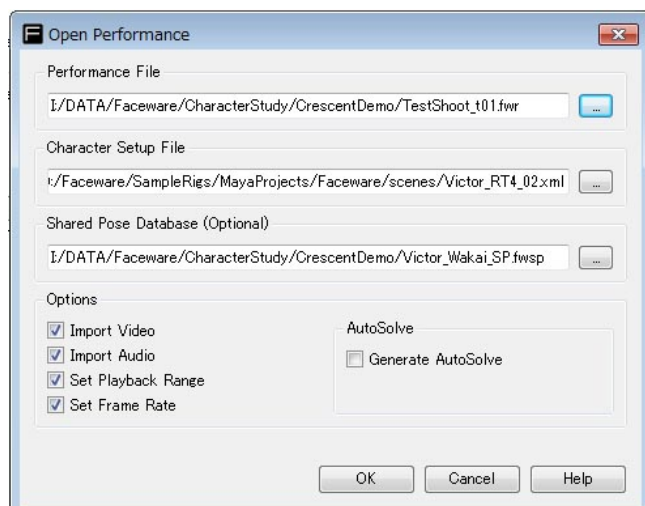 Open Performance
Performance File
I:/DATA/Faceware/CharacterStudy/CrescentDemo/TestShoot_t01.fwr
...
Character Setup File
:/Faceware/SampleRigs/MayaProjects/Faceware/scenes/Victor_RT4_02.xml
...
Shared Pose Database (Optional)
I:/DATA/Faceware/CharacterStudy/CrescentDemo/Victor_Wakai_SP.fwsp
...
Options
Import Video
Import Audio
Set Playback Range
Set Frame Rate
AutoSolve
Generate AutoSolve
OK Cancel Help